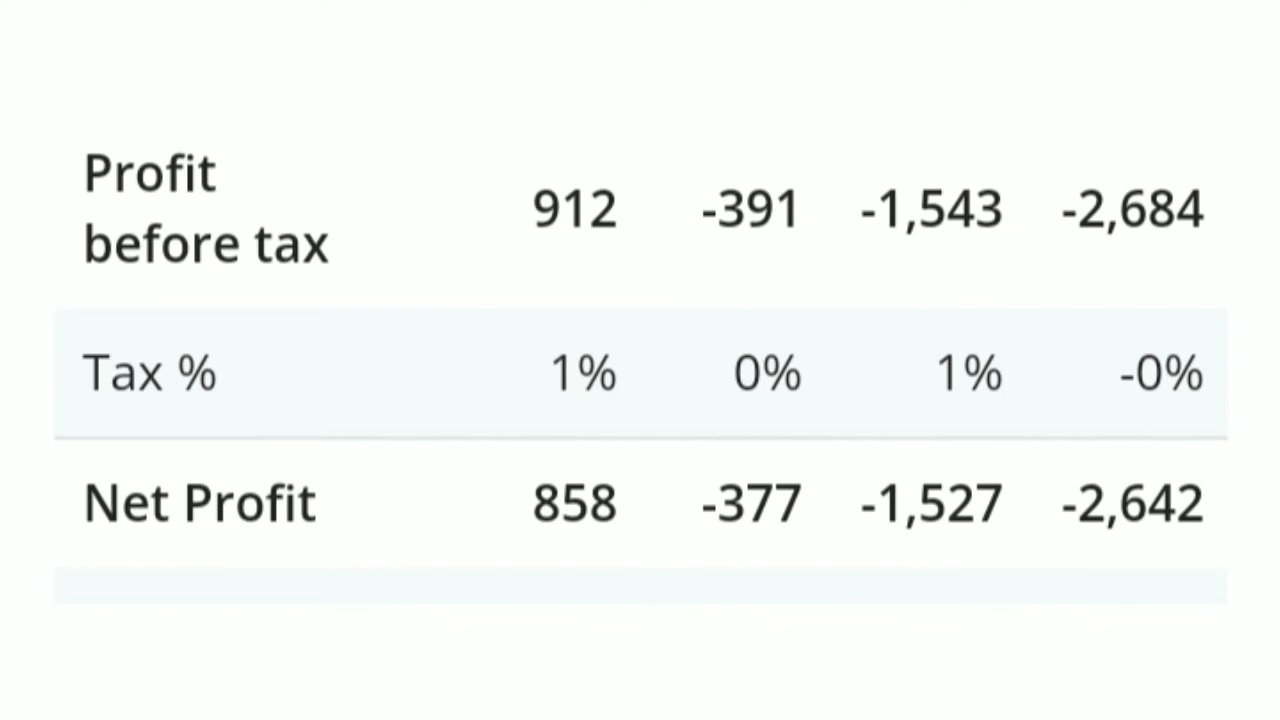 Profit
before tax 912 -391 -1,543 -2,684
Tax % 1% 0% 1% -0%
Net Profit 858 -377 -1,527 -2,642